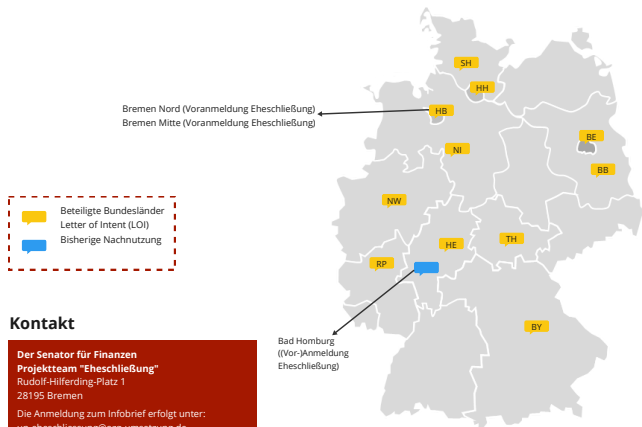 SH
HH
Bremen Nord (Voranmeldung Eheschließung)
Bremen Mitte (Voranmeldung Eheschließung)
HB
BE
NI
BB
NW
Beteiligte Bundesländer
Letter of Intent (LOI)
Bisherige Nachnutzung
TH
HE
RP
Kontakt
BY
Bad Homburg
((Vor-)Anmeldung
Eheschließung)
Der Senator für Finanzen
Projektteam "Eheschließung"
Rudolf-Hilferding-Platz 1
28195 Bremen
Die Anmeldung zum Infobrief erfolgt unter: